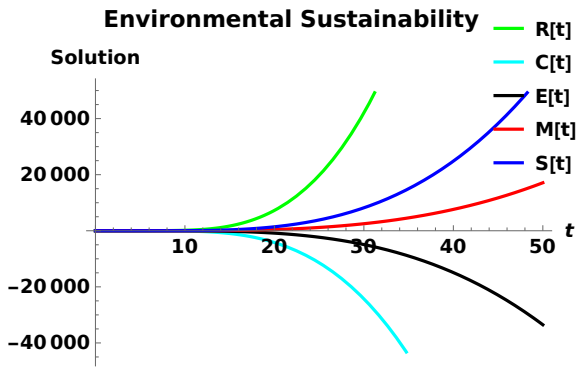 Environmental Sustainability
Solution
R[t]
C[t]
E[t]
M[t]
S[t]
40 000
20 000
−20 000
−40 000
10
20
30
40
50
t